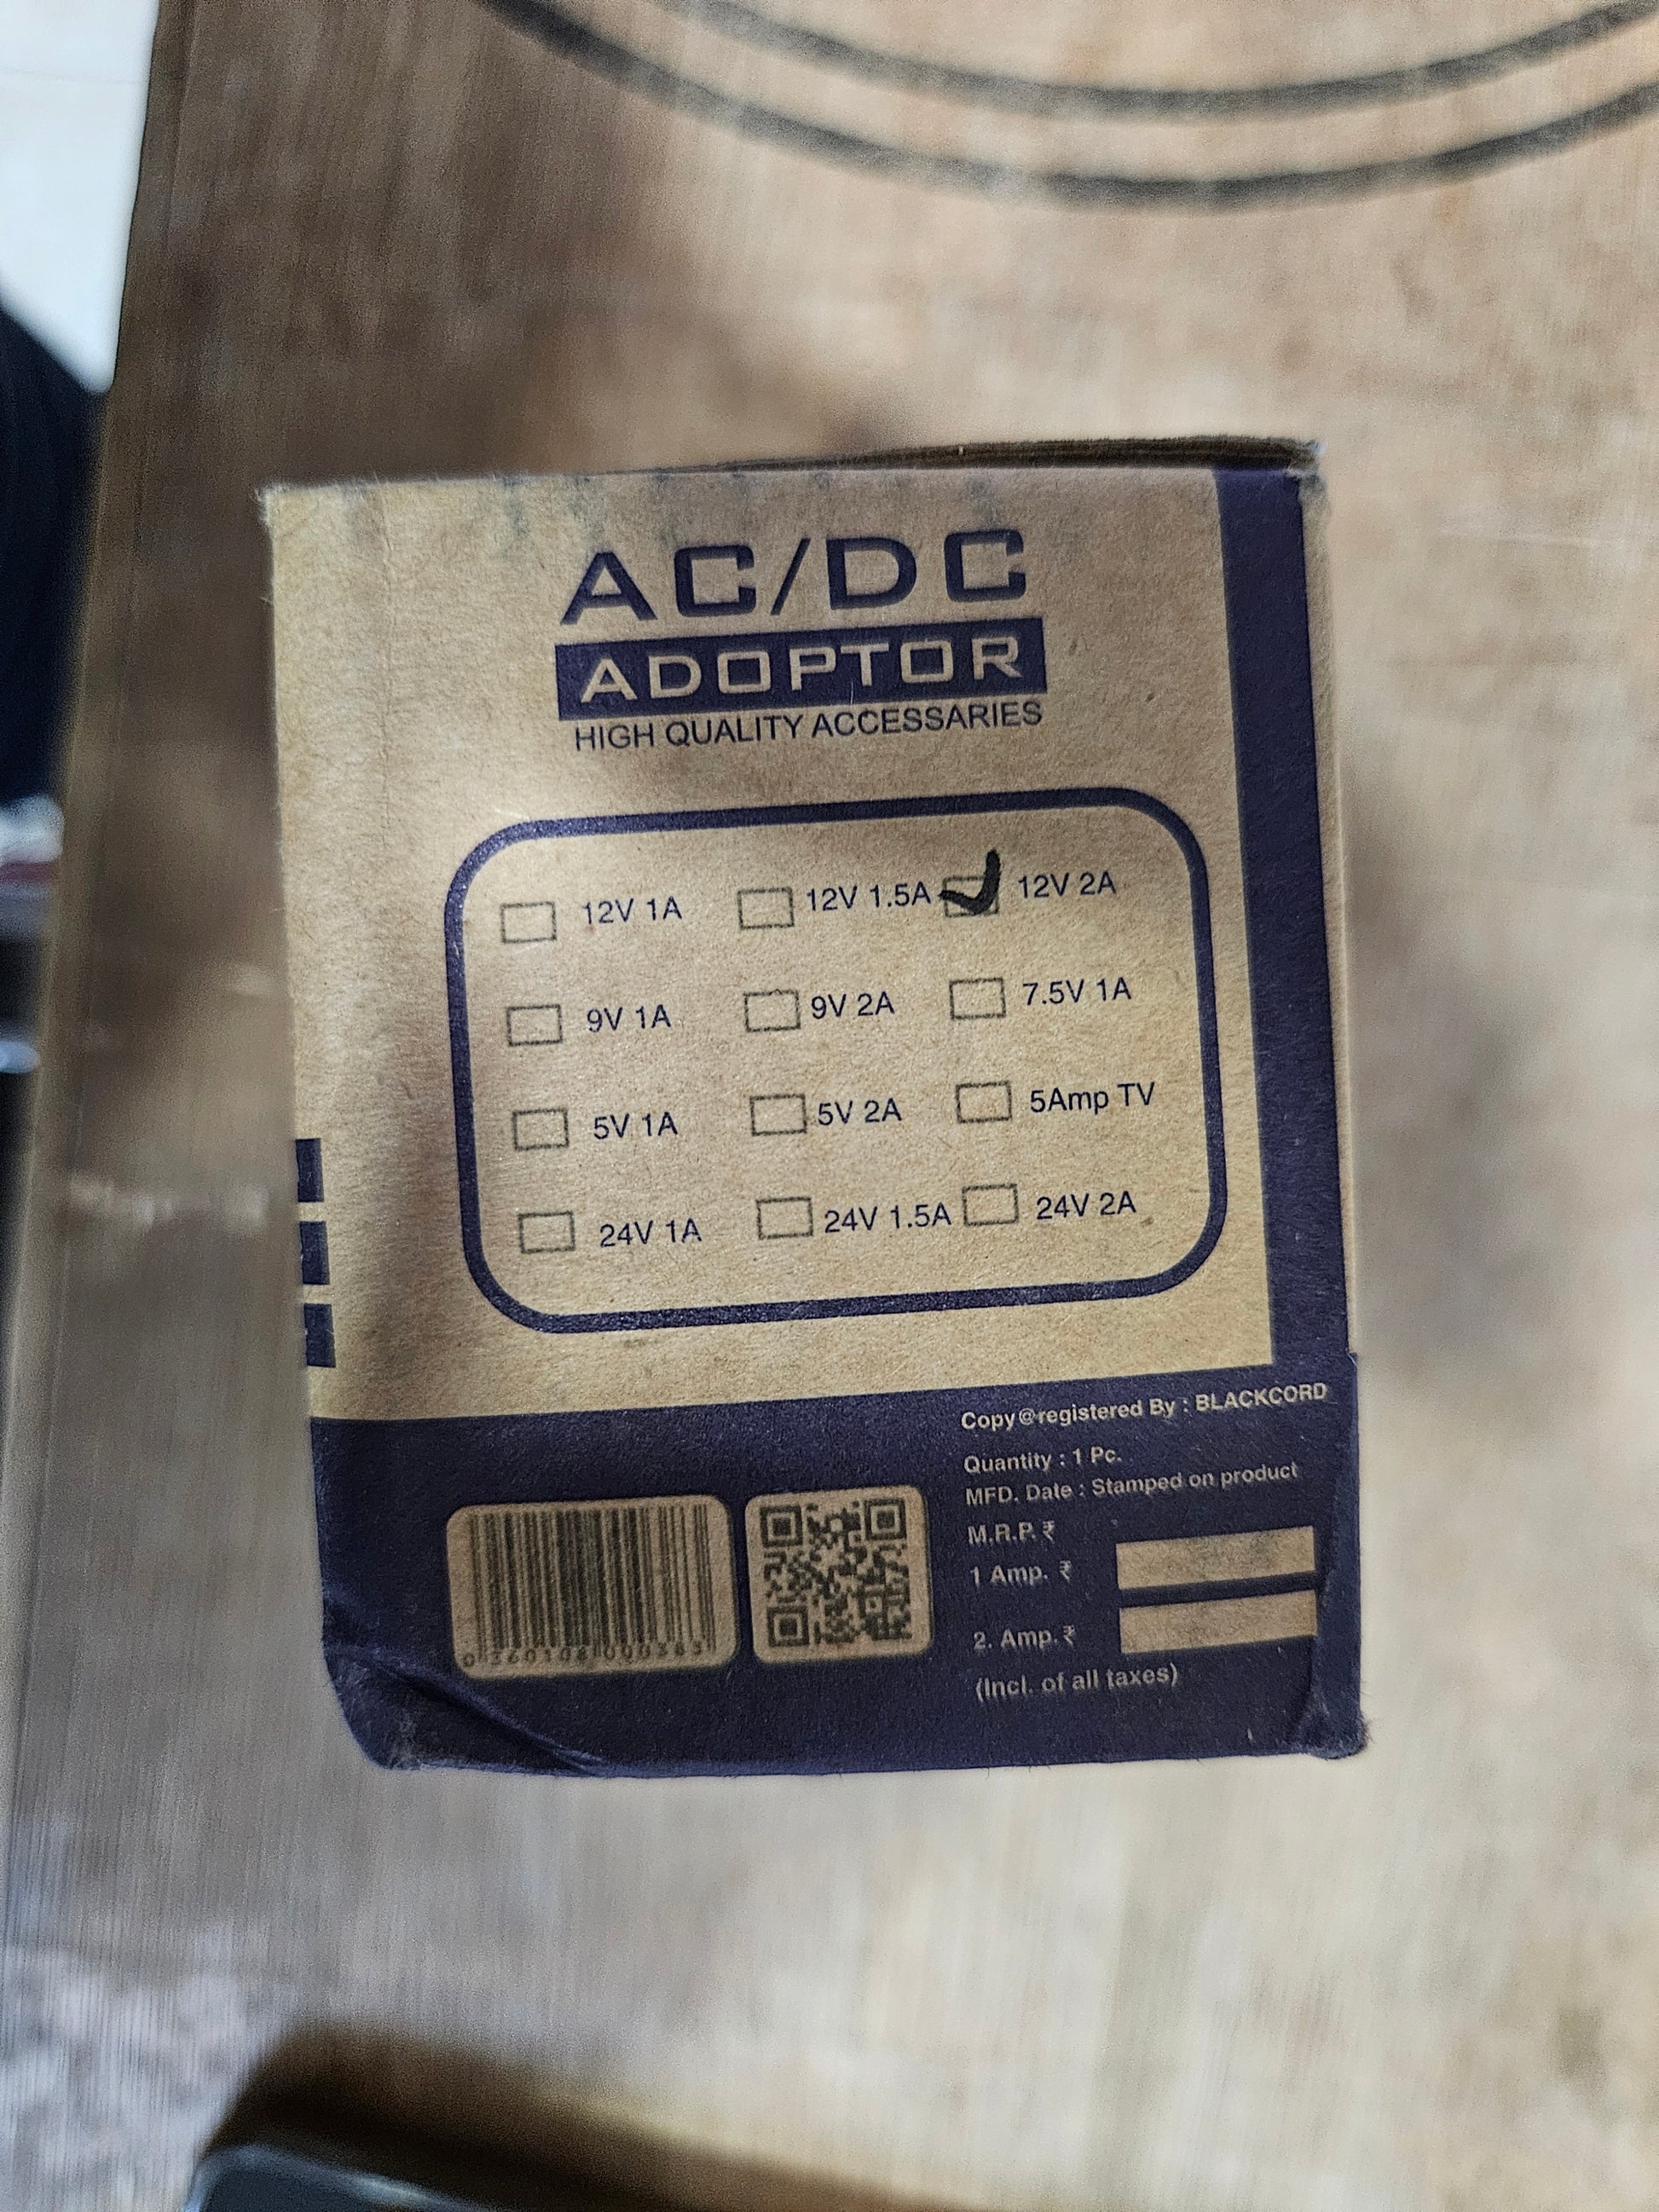 AC/DC
ADOPTOR
HIGH QUALITY ACCESSARIES
12V 1A 12V 1.5A 12V 2A
9V 1A 9V 2A 7.5V 1A
5V 1A 5V 2A 5Amp TV
24V 1A 24V 1.5A 24V 2A
Copy@registered By : BLACKCORD
Quantity : 1 Pc.
MFD. Date : Stamped on product
M.R.P. ₹
1 Amp. ₹
2. Amp. ₹
(Incl. of all taxes)